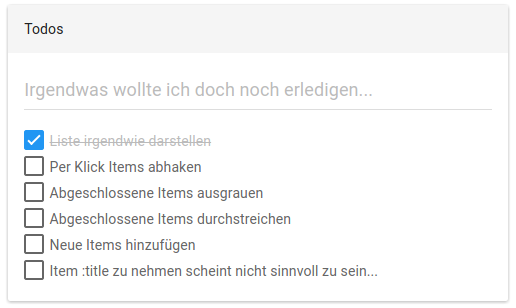 Todos
Irgendwas wollte ich doch noch erledigen...
Liste irgendwie darstellen
Per Klick Items abhaken
Abgeschlossene Items ausgrauen
Abgeschlossene Items durchstreichen
Neue Items hinzufügen
Item :title zu nehmen scheint nicht sinnvoll zu sein...